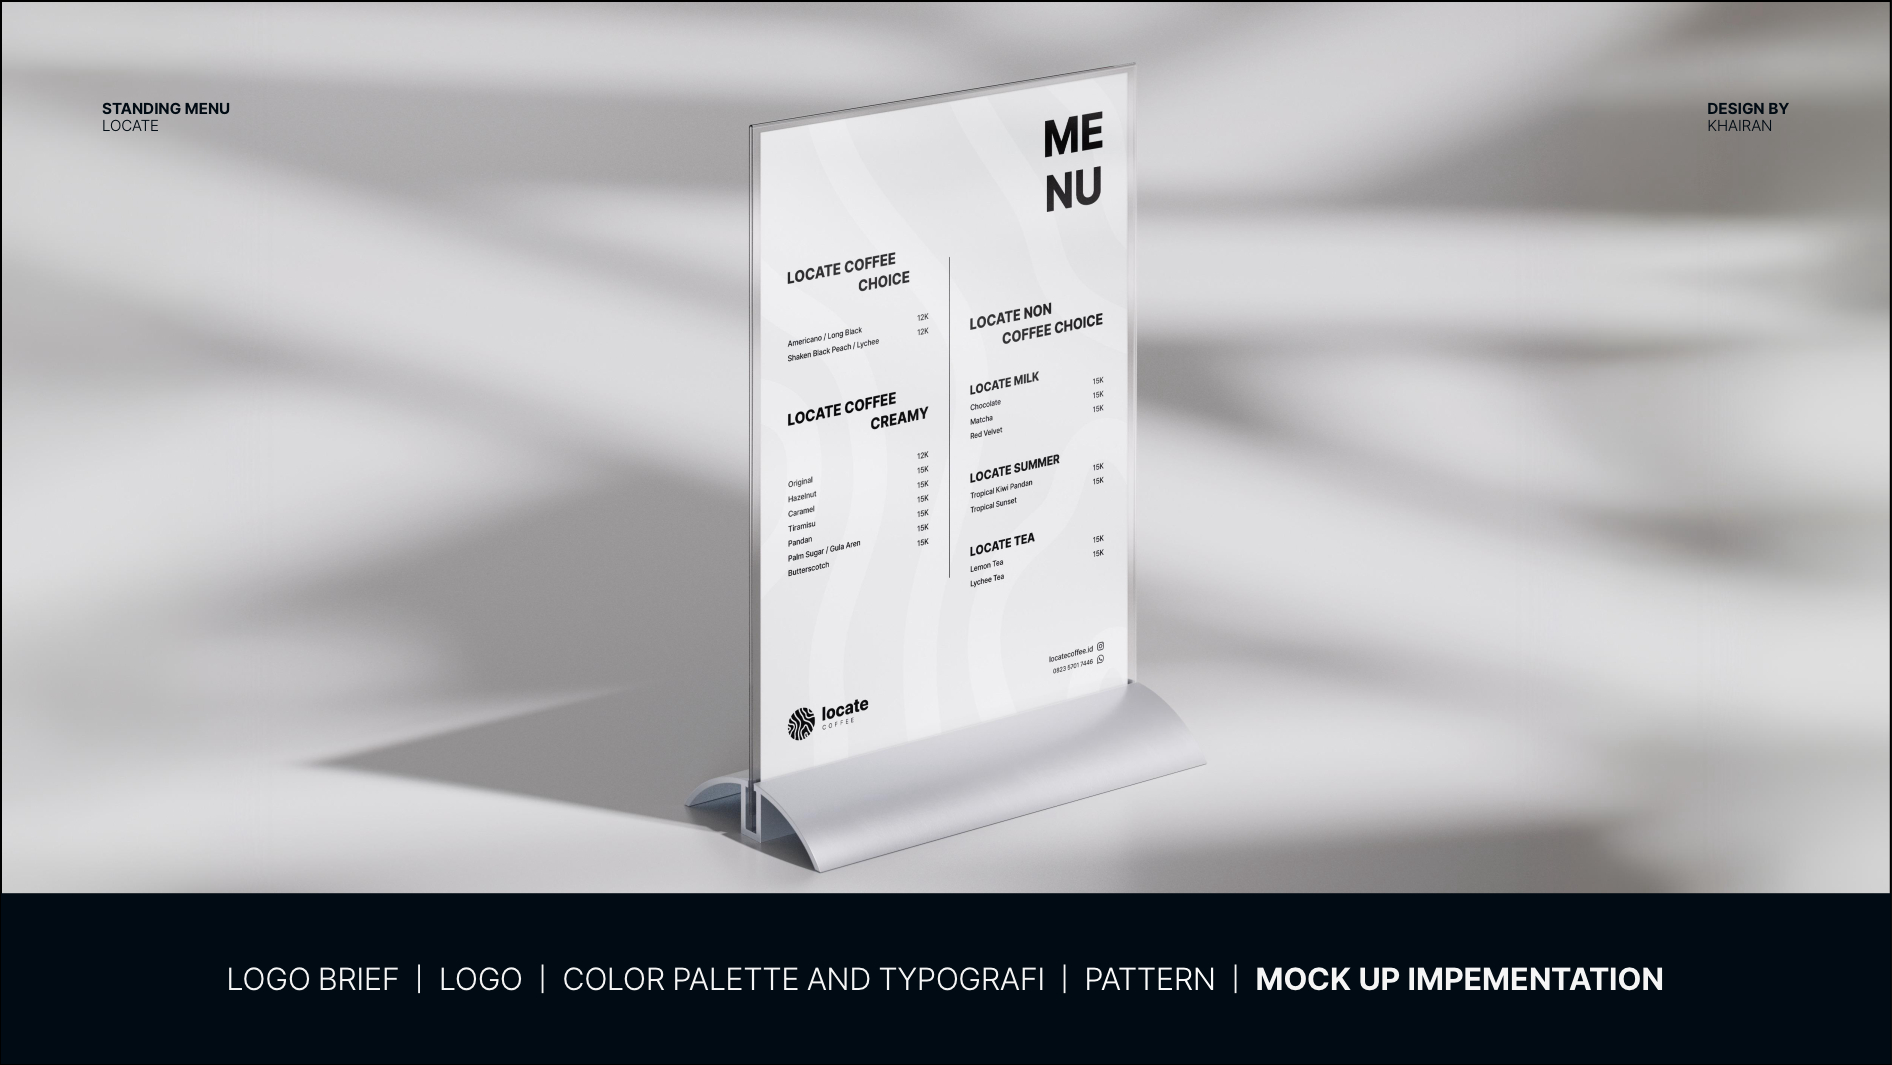 STANDING MENU
LOCATE
DESIGN BY
KHAIRAN
ME
NU
LOCATE COFFEE
CHOICE
Americano / Long Black 12K
Shaken Black Peach / Lychee 12K
LOCATE COFFEE
CREAMY
Original 12K
Hazelnut 15K
Caramel 15K
Tiramisu 15K
Pandan 15K
Palm Sugar / Gula Aren 15K
Butterscotch 15K
LOCATE NON
COFFEE CHOICE
LOCATE MILK
Chocolate 15K
Matcha 15K
Red Velvet 15K
LOCATE SUMMER
Tropical Kiwi Pandan 15K
Tropical Sunset 15K
LOCATE TEA
Lemon Tea 15K
Lychee Tea 15K
locatecoffee.id
0823 5701 7446
locate
COFFEE
LOGO BRIEF | LOGO | COLOR PALETTE AND TYPOGRAFI | PATTERN | MOCK UP IMPEMENTATION